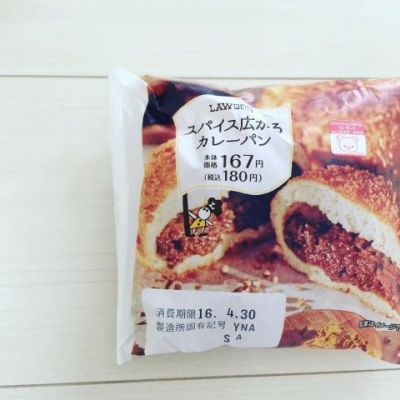 LAWSON
スパイス広がる
カレーパン
本体
価格 167円
(税込 180円)
消費期限 16. 4.30
製造所固有記号 YNA
S A